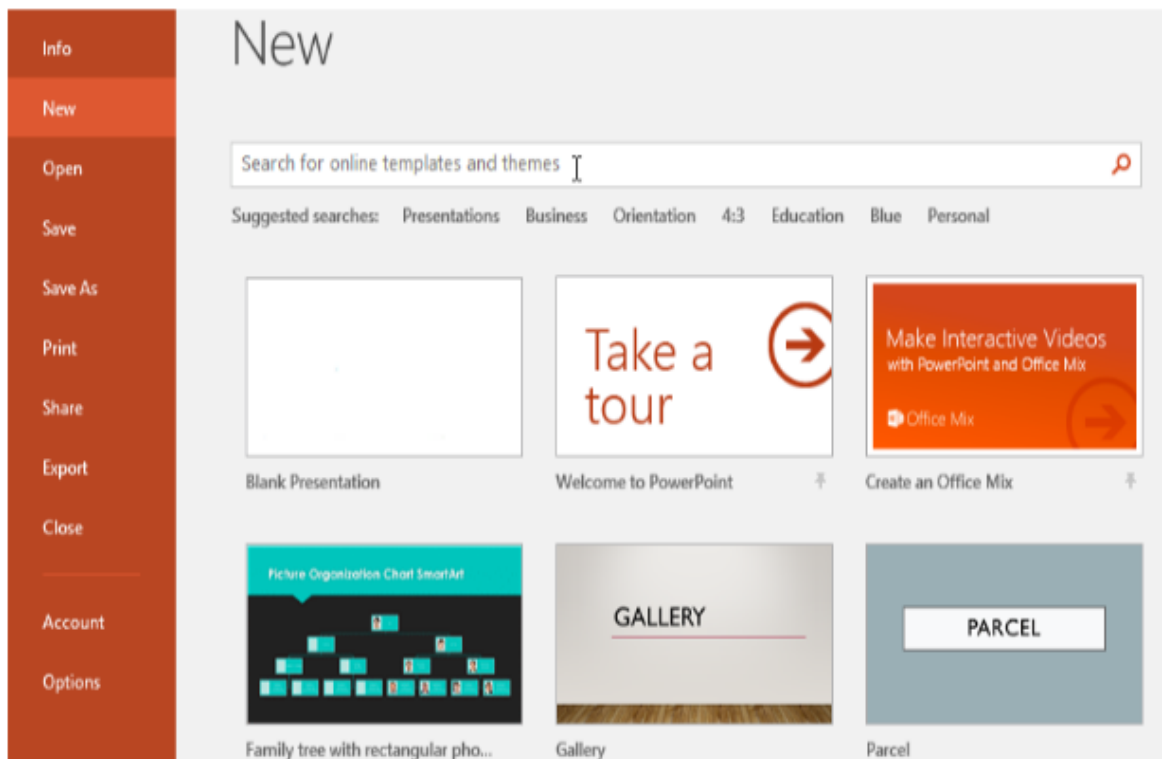 Info
New
Open
Save
Save As
Print
Share
Export
Close
Account
Options
New
Search for online templates and themes
Suggested searches: Presentations Business Orientation 4:3 Education Blue Personal
Take a
tour
Make Interactive Videos
with PowerPoint and Office Mix
Office Mix
Blank Presentation
Welcome to PowerPoint
Create an Office Mix
Picture Organization Chart SmartArt
GALLERY
PARCEL
Family tree with rectangular pho...
Gallery
Parcel